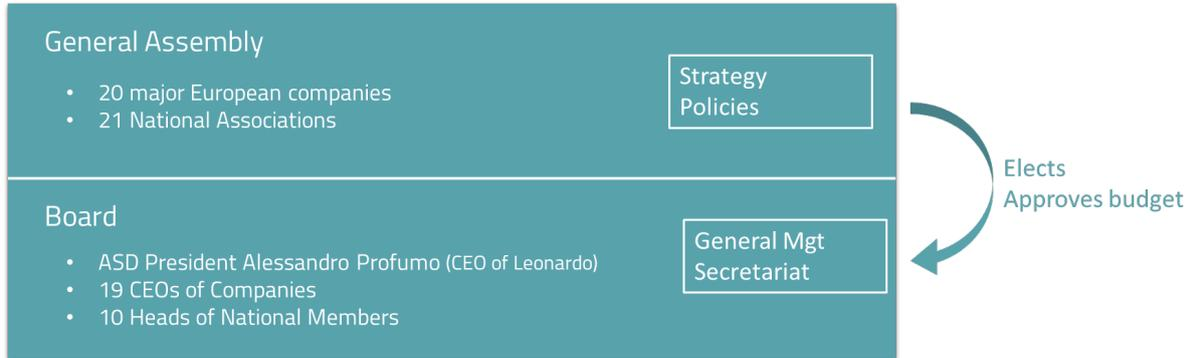 General Assembly
• 20 major European companies
• 21 National Associations
Strategy
Policies
Elects
Approves budget
Board
• ASD President Alessandro Profumo (CEO of Leonardo)
• 19 CEOs of Companies
• 10 Heads of National Members
General Mgt
Secretariat